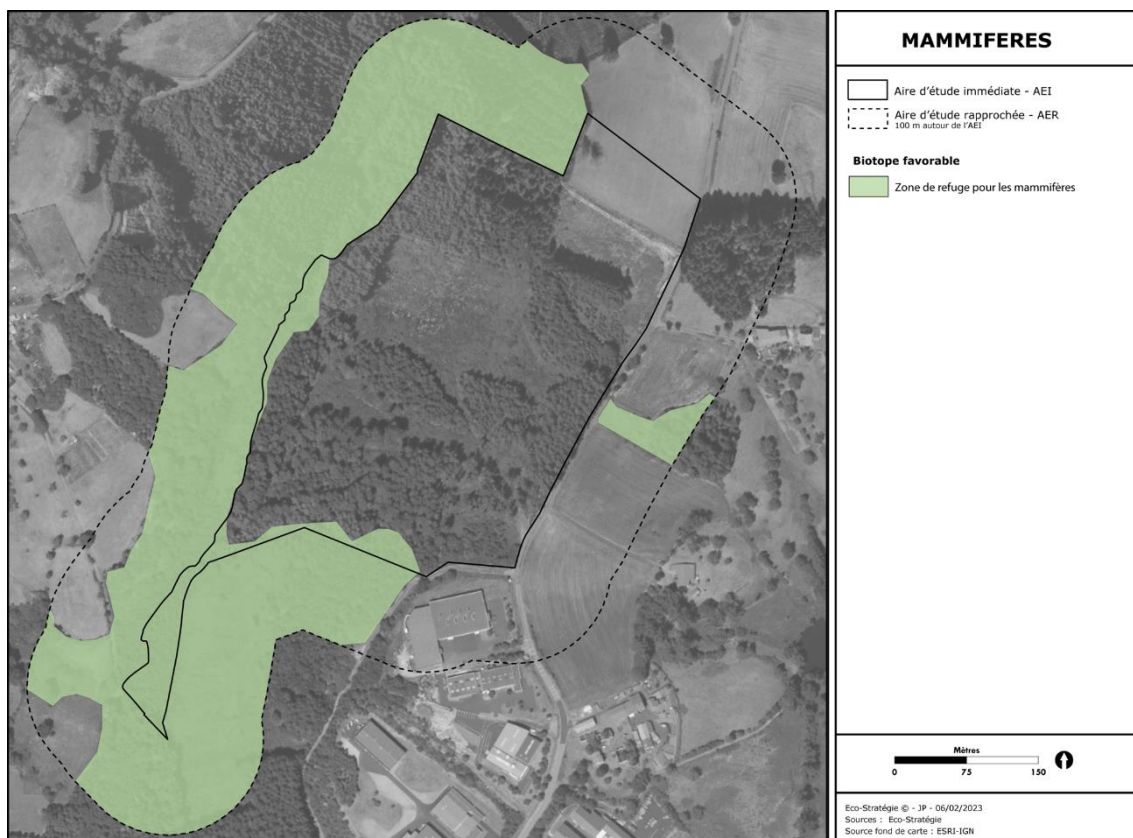 MAMMIFERES
Aire d'étude immédiate - AEI
Aire d'étude rapprochée - AER
100 m autour de l'AEI
Biotope favorable
Zone de refuge pour les mammifères
Mètres
0 75 150
Eco-Stratégie © - JP - 06/02/2023
Sources : Eco-Stratégie
Source fond de carte : ESRI-IGN